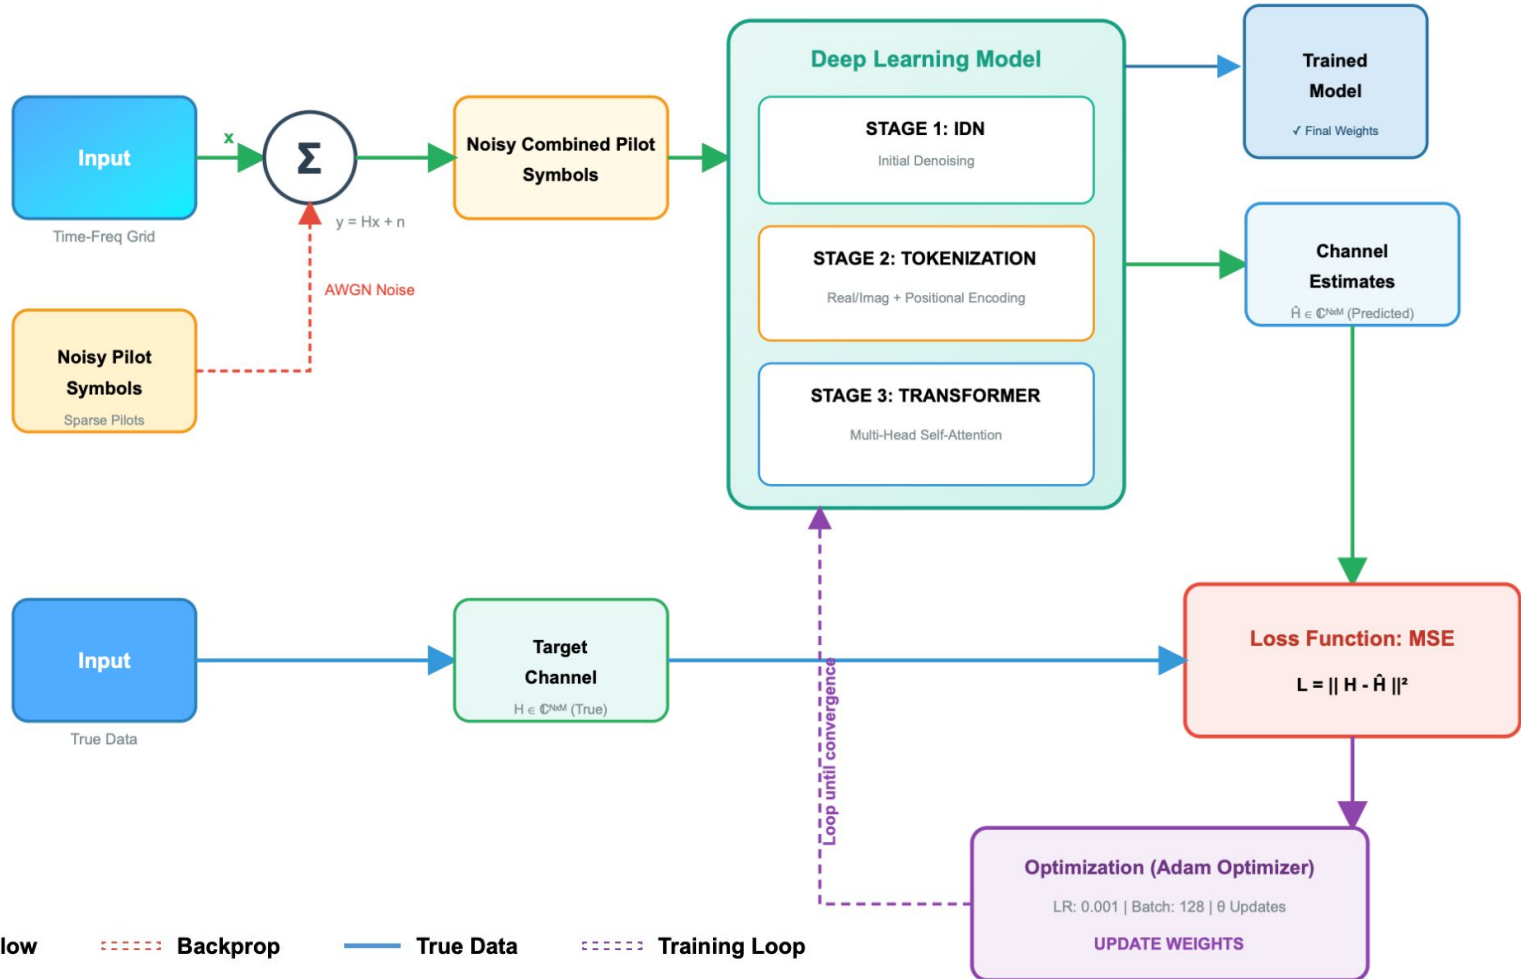 Deep Learning Model
Trained
Model
✓ Final Weights
STAGE 1: IDN
Initial Denoising
Input
x
Σ
Noisy Combined Pilot
Symbols
Time-Freq Grid
y = Hx + n
STAGE 2: TOKENIZATION
Real/Imag + Positional Encoding
Channel
Estimates
Ĥ ∈ ℂᴺˣᴹ (Predicted)
AWGN Noise
Noisy Pilot
Symbols
Sparse Pilots
STAGE 3: TRANSFORMER
Multi-Head Self-Attention
Input
True Data
Target
Channel
H ∈ ℂᴺˣᴹ (True)
Loop until convergence
Loss Function: MSE
L = || H - Ĥ ||²
Optimization (Adam Optimizer)
LR: 0.001 | Batch: 128 | θ Updates
UPDATE WEIGHTS
low
Backprop
True Data
Training Loop